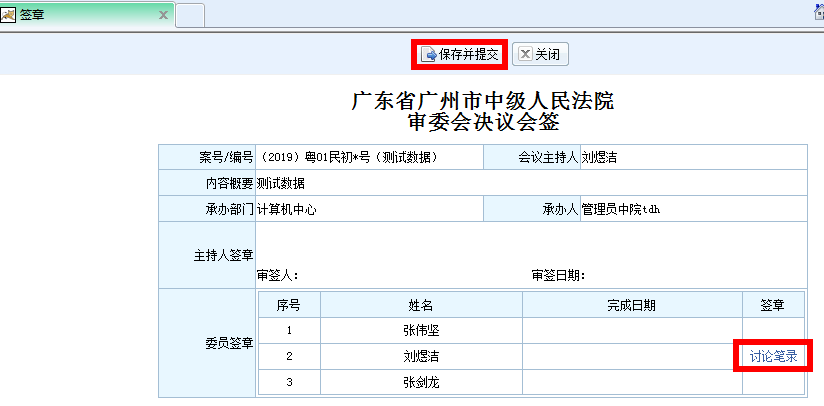 签章
保存并提交 关闭
广东省广州市中级人民法院
审委会决议会签
案号/编号 （2019）粤01民初*号（测试数据） 会议主持人 刘煜洁
内容概要 测试数据
承办部门 计算机中心 承办人 管理员中院tdh
主持人签章
审签人： 审签日期：
委员签章
序号 姓名 完成日期 签章
1 张伟坚
2 刘煜洁 讨论笔录
3 张剑龙